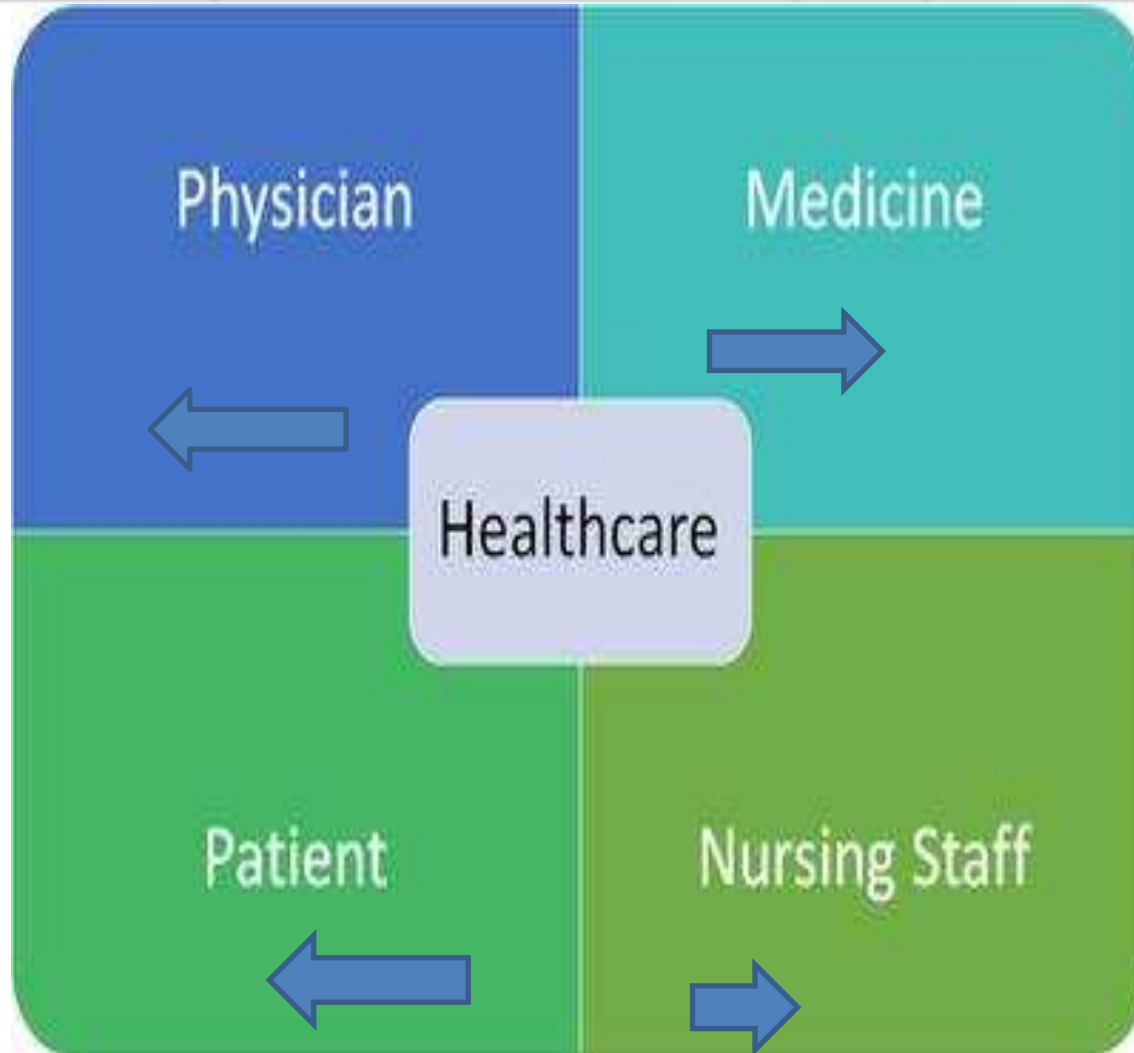 Physician
Medicine
Healthcare
Patient
Nursing Staff